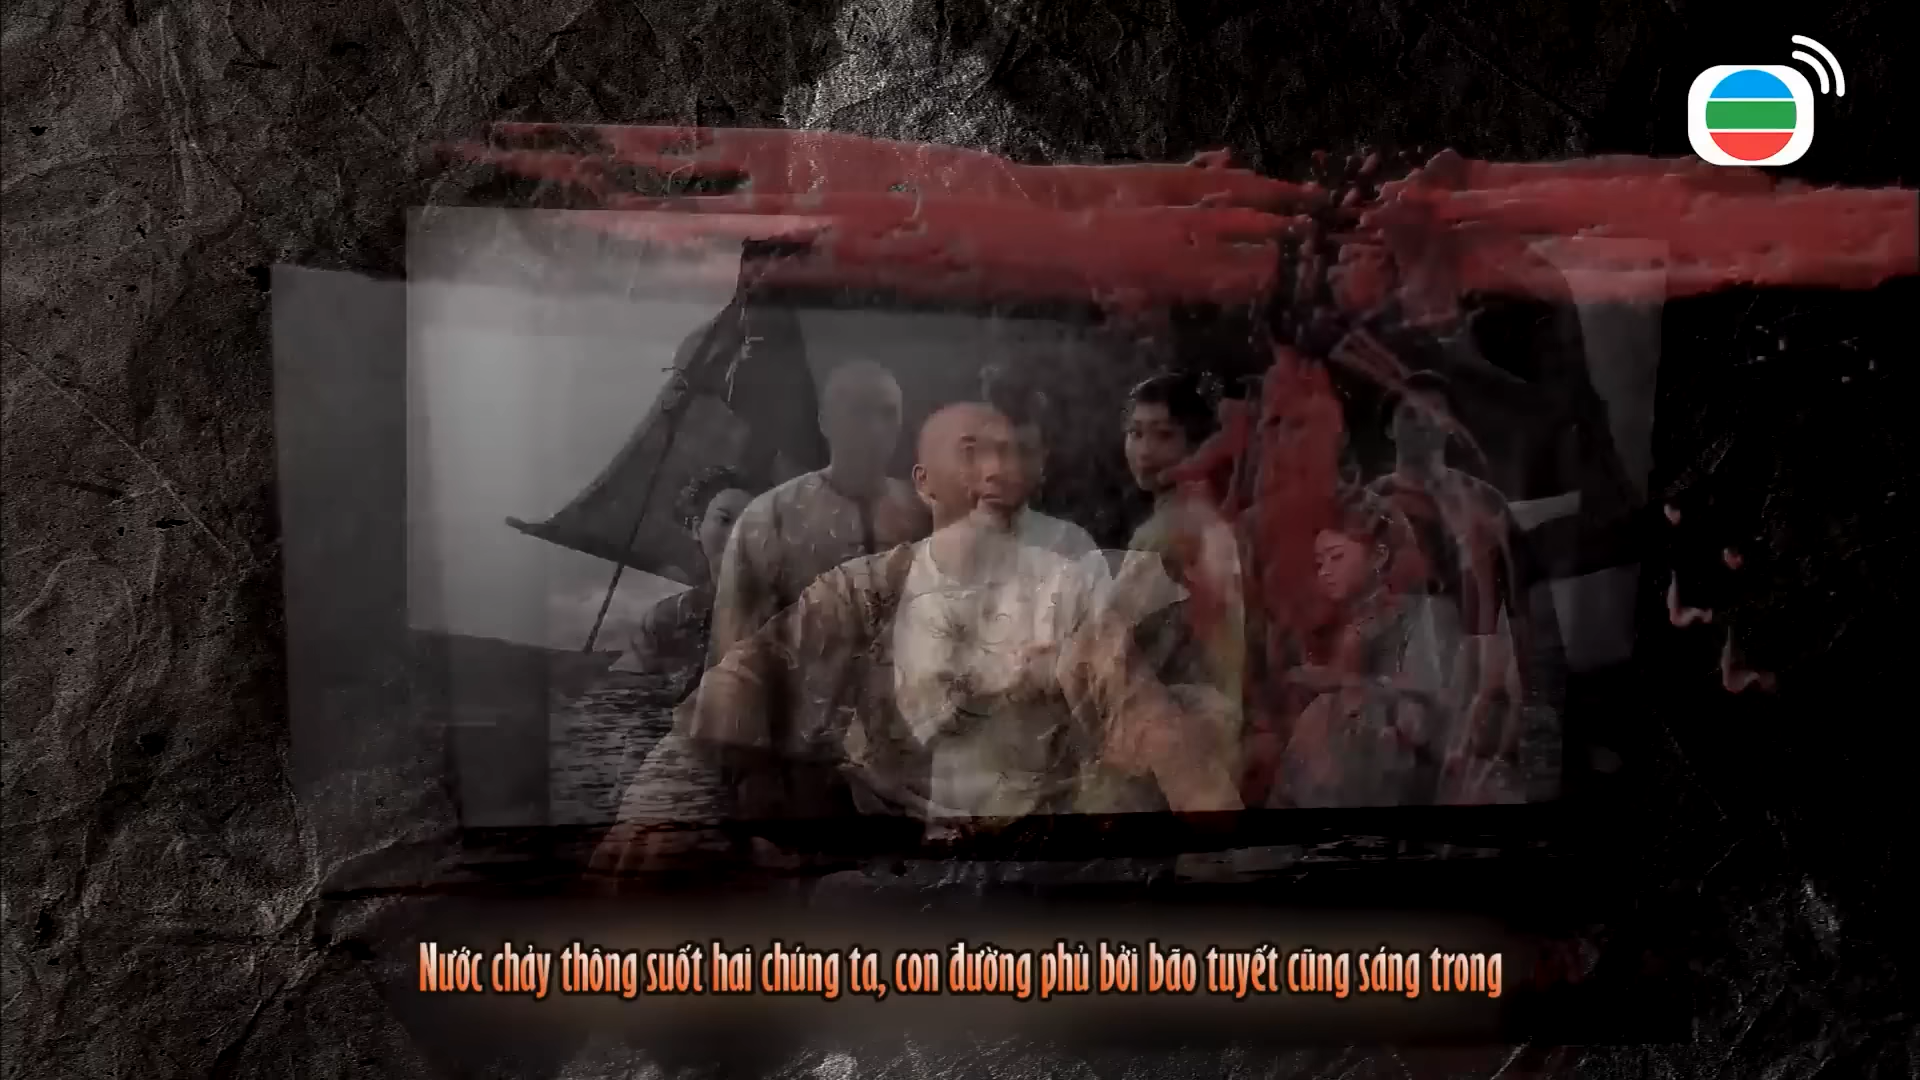 Nước chảy thông suốt hai chúng ta, con đường phủ bởi bão tuyết cũng sáng trong